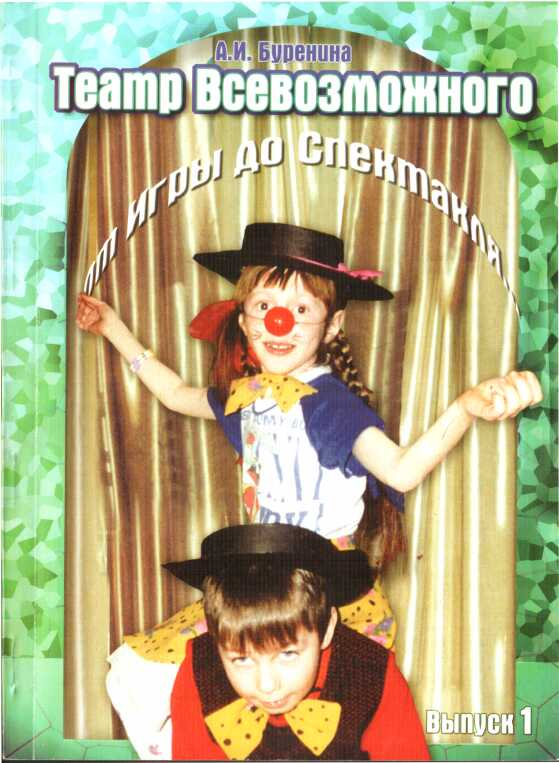 А.И. Буренина
Театр Всевозможного
от игры до Спектакля...
Выпуск 1